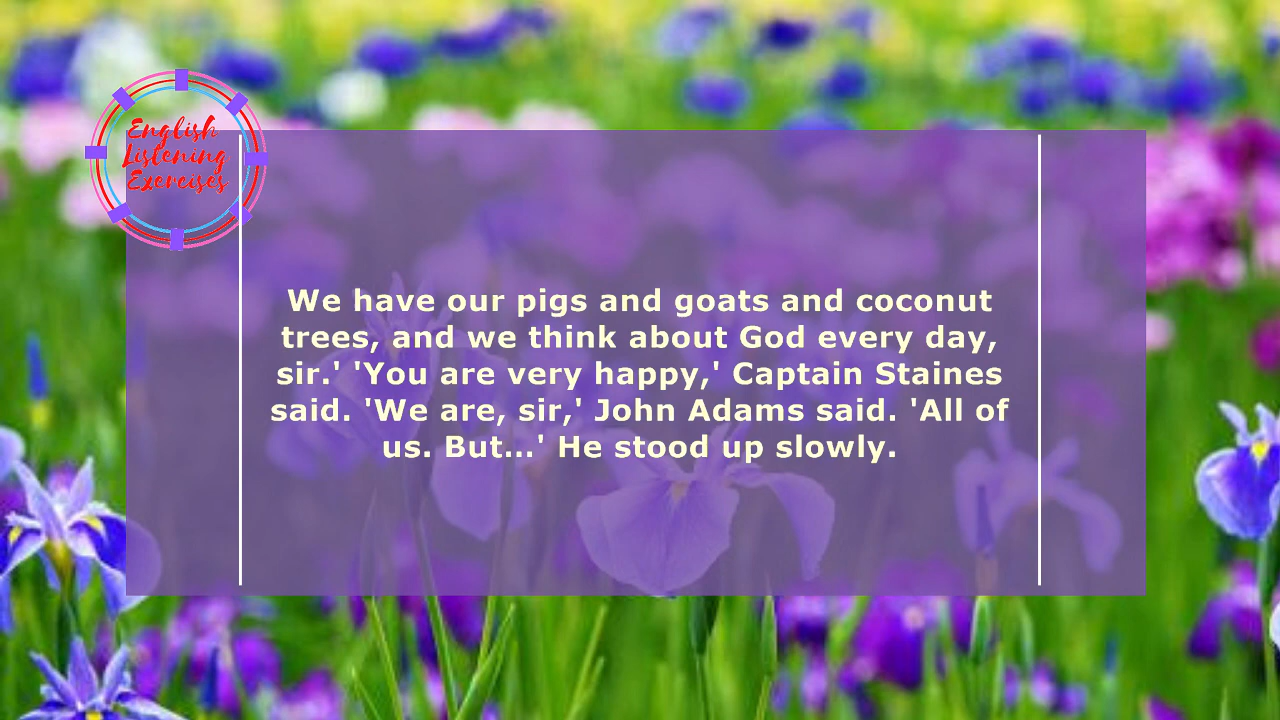 English
Listening
Exercises
We have our pigs and goats and coconut
trees, and we think about God every day,
sir.' 'You are very happy,' Captain Staines
said. 'We are, sir,' John Adams said. 'All of
us. But...' He stood up slowly.